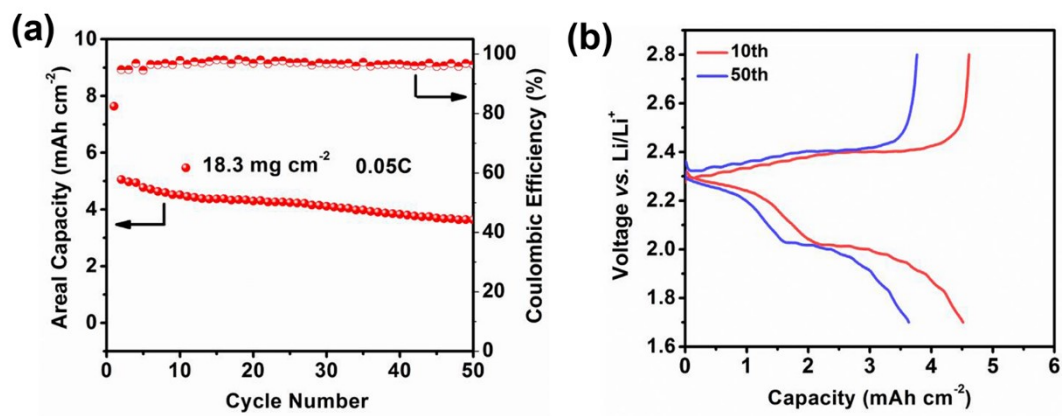 (a)
Areal Capacity (mAh cm⁻²)
10
8
6
4
2
0
18.3 mg cm⁻² 0.05C
100
80
60
40
20
0
Coulombic Efficiency (%)
0 10 20 30 40 50
Cycle Number
(b)
Voltage vs. Li/Li⁺
2.8
2.6
2.4
2.2
2.0
1.8
1.6
10th
50th
0 1 2 3 4 5 6
Capacity (mAh cm⁻²)